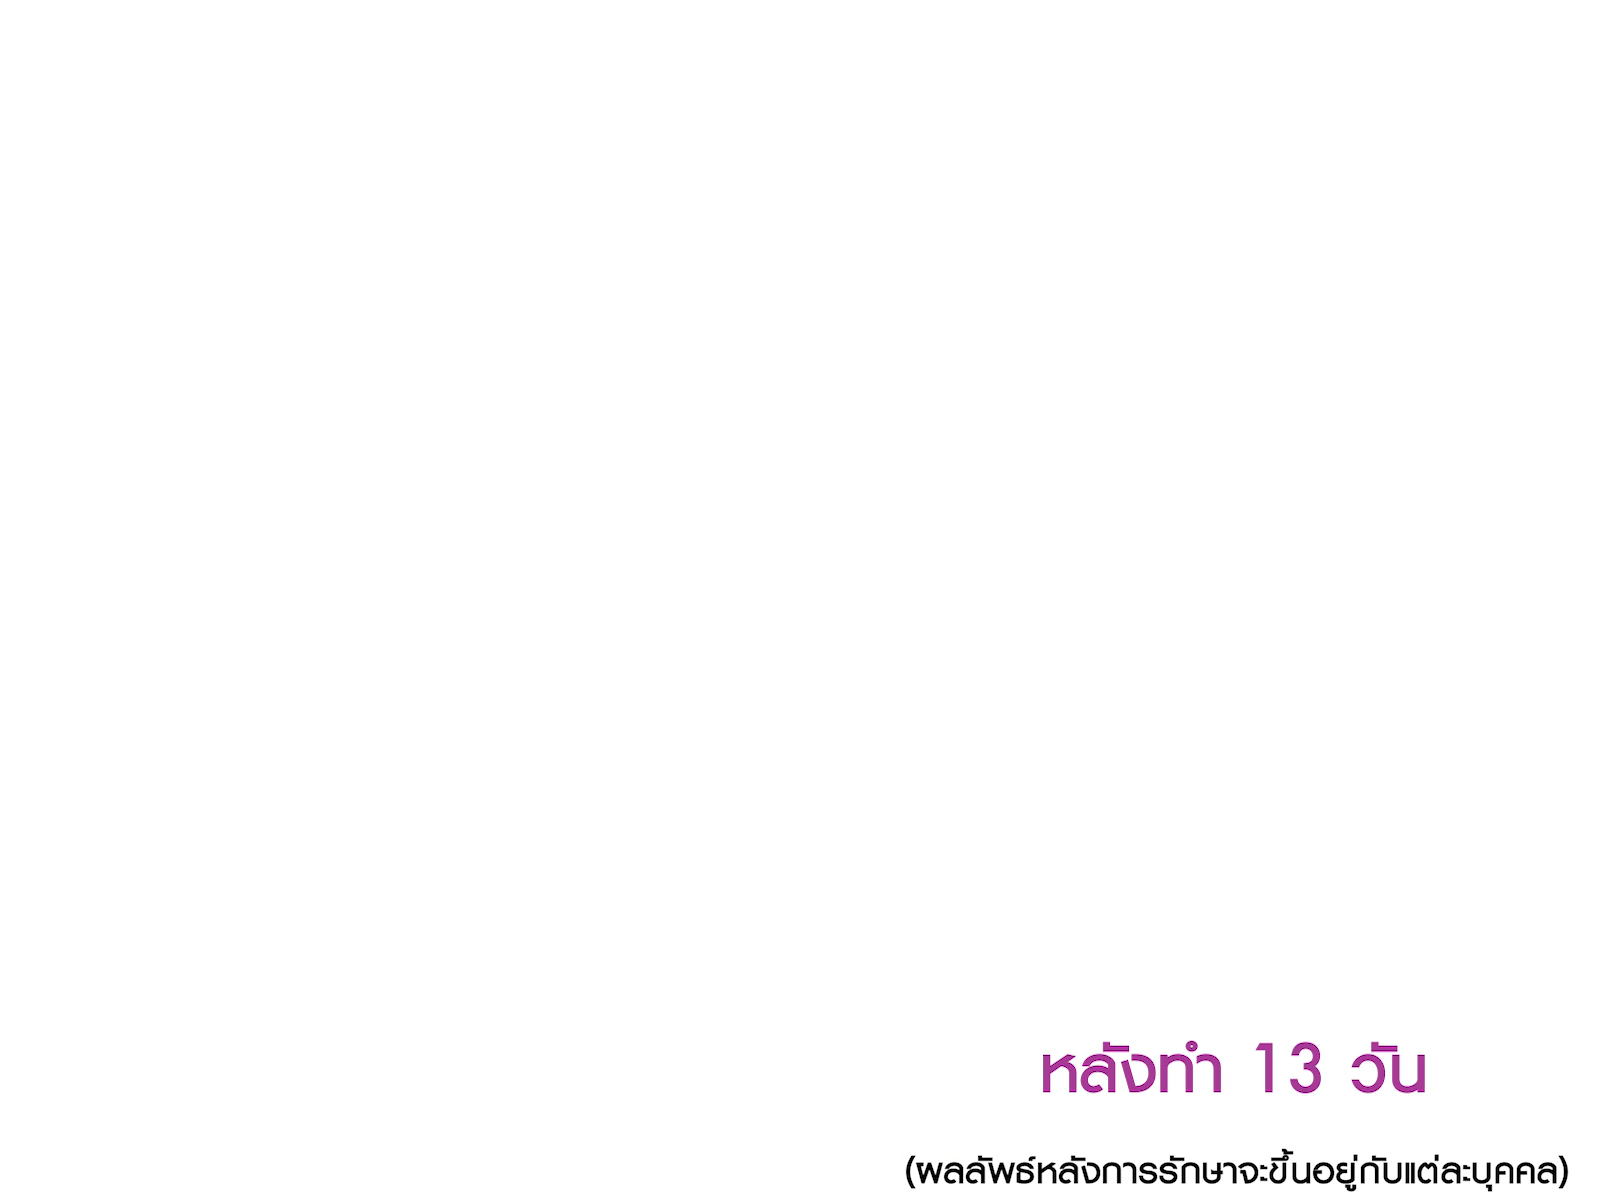 หลังทำ 13 วัน
(ผลลัพธ์หลังการรักษาจะขึ้นอยู่กับแต่ละบุคคล)